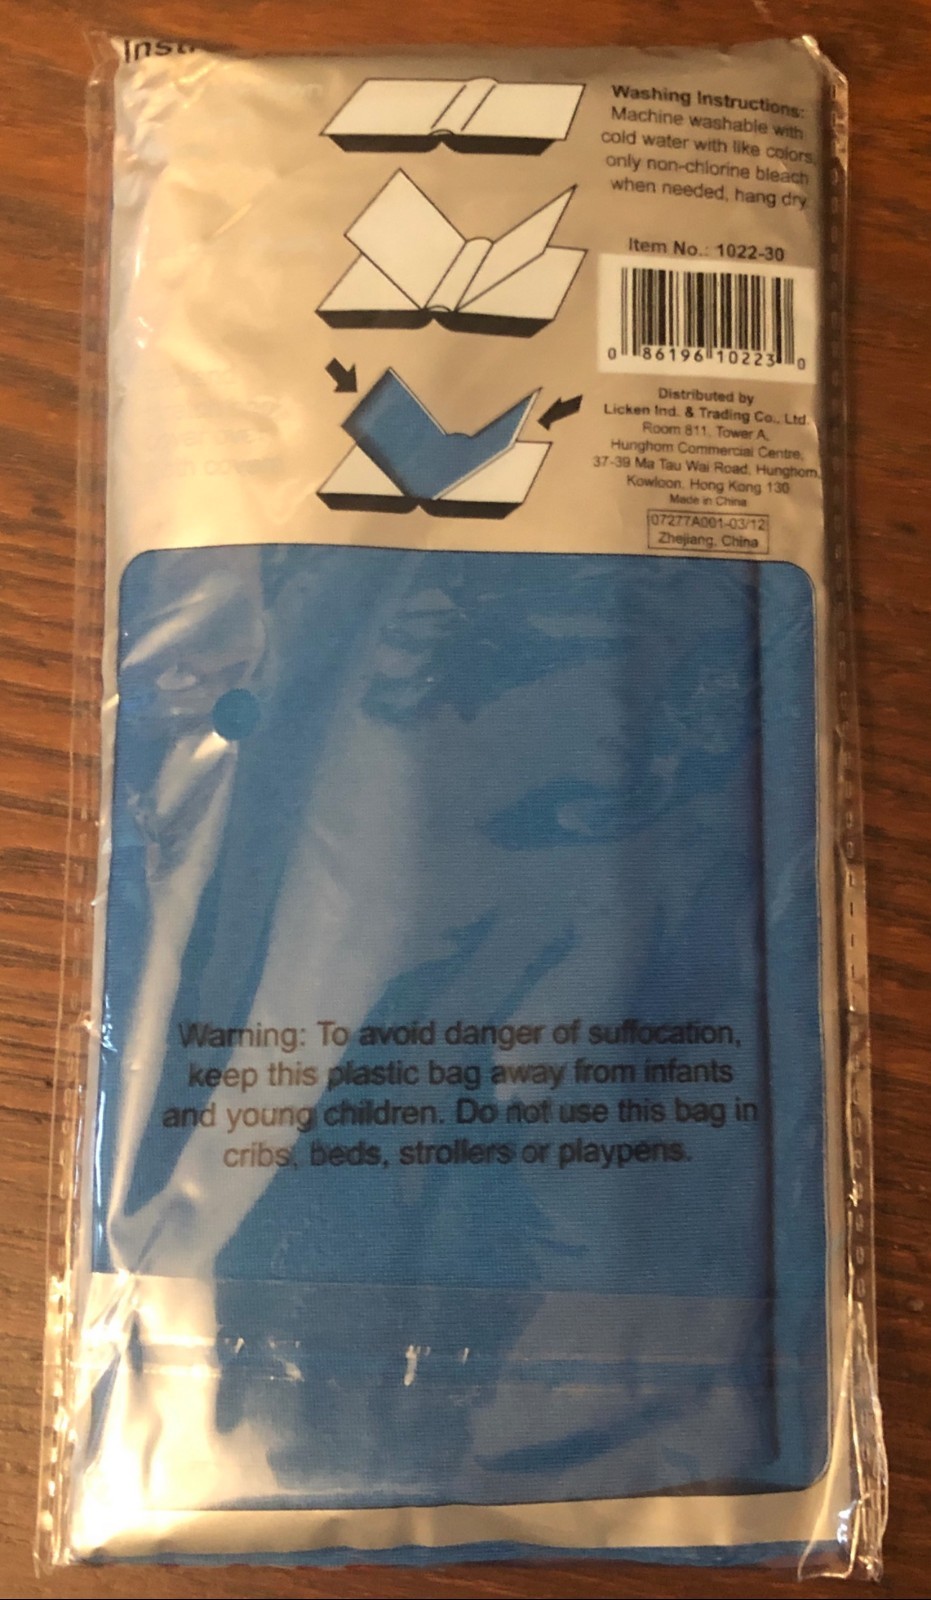 Washing Instructions:
Machine washable with
cold water with like colors,
only non-chlorine bleach
when needed, hang dry.
Item No.: 1022-30
0 86196 10223 0
Distributed by
Licken Ind. & Trading Co., Ltd.
Room 811, Tower A,
Hunghom Commercial Centre,
37-39 Ma Tau Wai Road, Hunghom,
Kowloon, Hong Kong 130
Made in China
07277A001-03/12
Zhejiang, China
Warning: To avoid danger of suffocation,
keep this plastic bag away from infants
and young children. Do not use this bag in
cribs, beds, strollers or playpens.